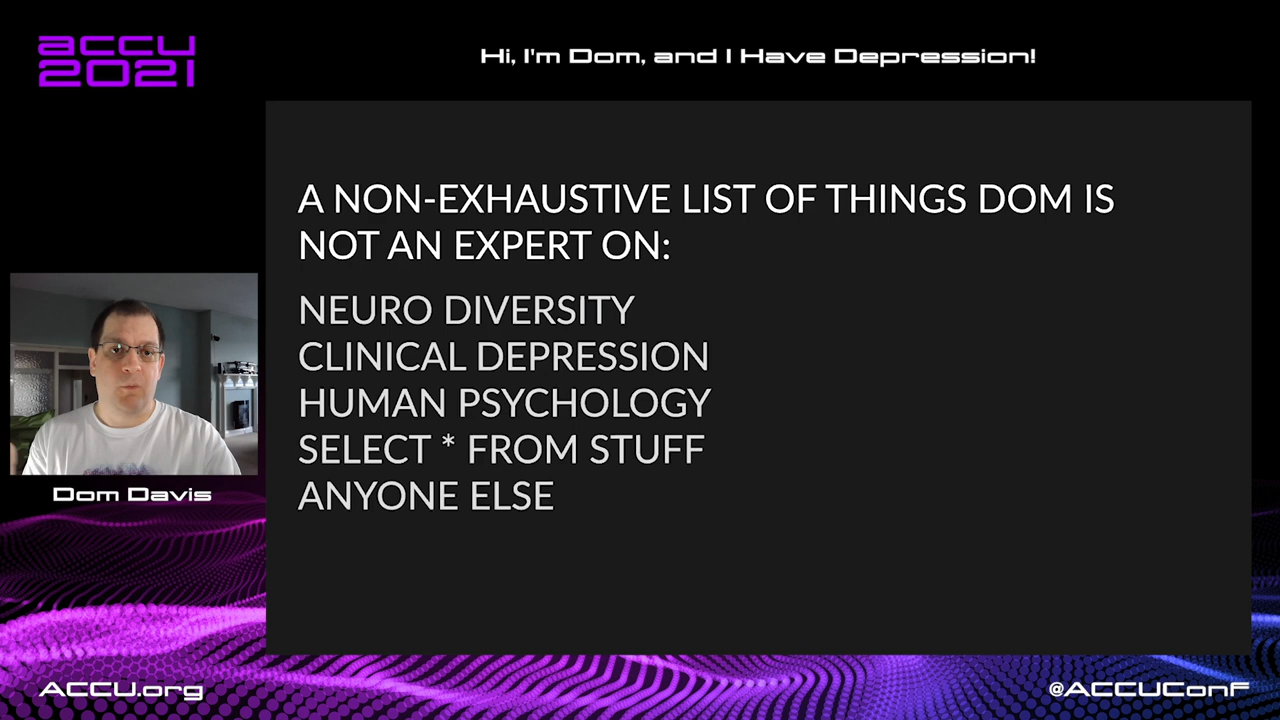 accu
2021
Hi, I'm Dom, and I Have Depression!
A NON-EXHAUSTIVE LIST OF THINGS DOM IS
NOT AN EXPERT ON:
NEURO DIVERSITY
CLINICAL DEPRESSION
HUMAN PSYCHOLOGY
SELECT * FROM STUFF
ANYONE ELSE
Dom Davis
ACCU.org
@ACCUConf